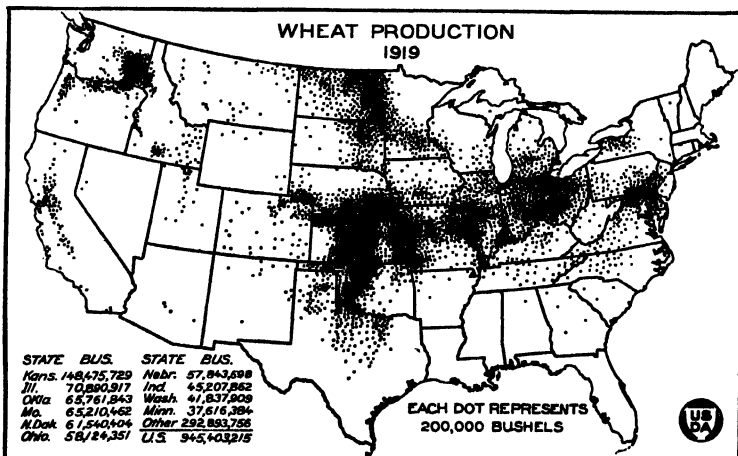 WHEAT PRODUCTION
1919
STATE BUS. STATE BUS.
Kans. 148,475,729 Nebr. 57,843,598
Ill. 70,890,917 Ind. 45,207,862
Okla. 65,761,843 Wash. 41,837,909
Mo. 65,210,462 Minn. 37,616,384
N.Dak. 61,540,404 Other 292,893,756
Ohio. 58,124,351 U.S. 945,403,215
EACH DOT REPRESENTS
200,000 BUSHELS
US
DA